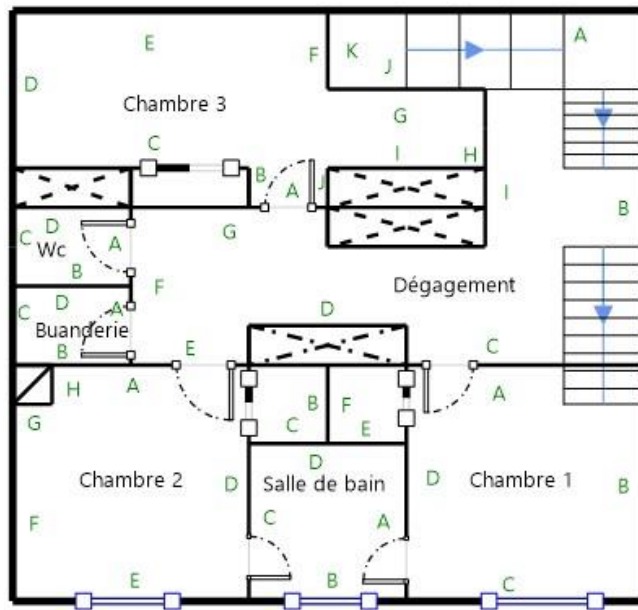 E F K J A
D Chambre 3 G
C B A J I H
I B
D A G
C Wc B
F Dégagement
C D A D
Buanderie
B E C
H A B F A
G C E
Chambre 2 D D Salle de bain D Chambre 1 B
F C A
E B C